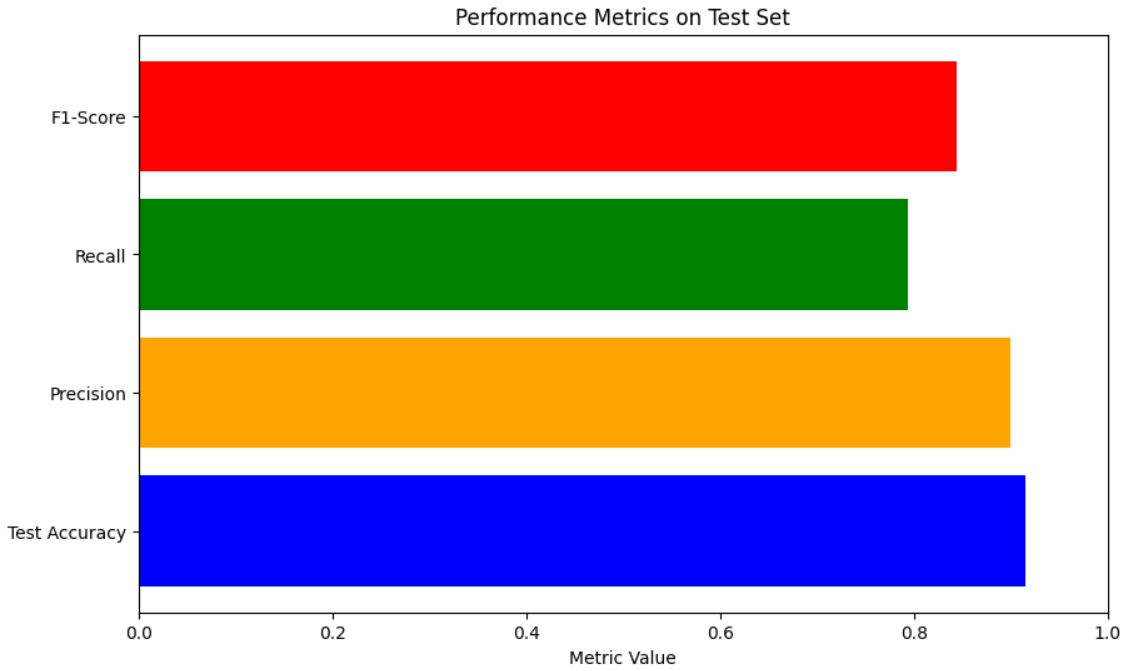 Performance Metrics on Test Set
F1-Score
Recall
Precision
Test Accuracy
0.0 0.2 0.4 0.6 0.8 1.0
Metric Value